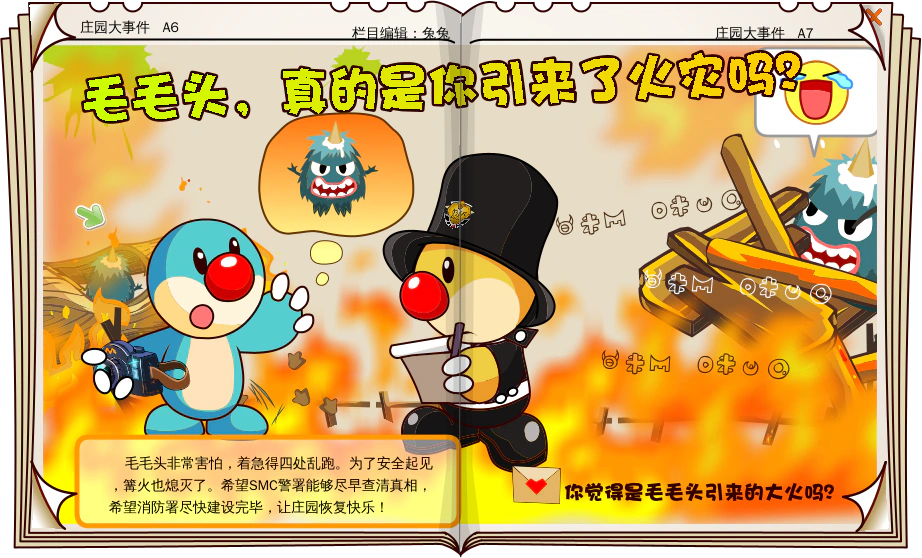 庄园大事件 A6
栏目编辑：兔兔
庄园大事件 A7
毛毛头，真的是你引来了火灾吗？
毛毛头非常害怕，着急得四处乱跑。为了安全起见
，篝火也熄灭了。希望SMC警署能够尽早查清真相，
希望消防署尽快建设完毕，让庄园恢复快乐！
你觉得是毛毛头引来的大火吗？